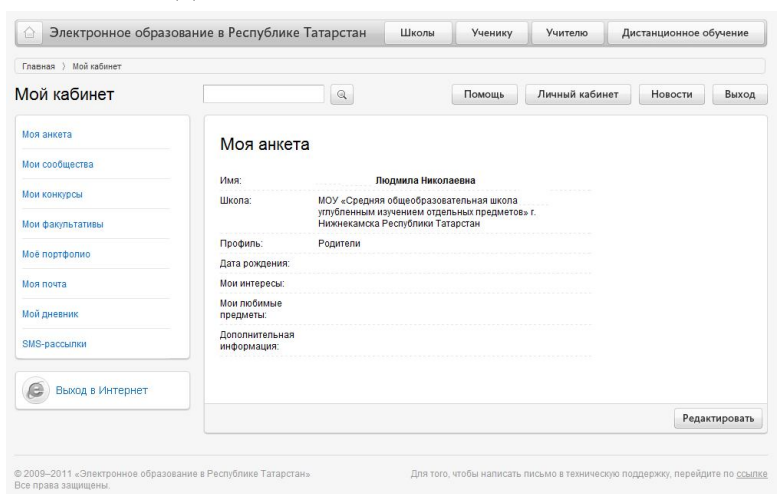 Электронное образование в Республике Татарстан Школы Ученику Учителю Дистанционное обучение
Главная 〉 Мой кабинет
Мой кабинет
Помощь Личный кабинет Новости Выход
Моя анкета
Мои сообщества
Мои конкурсы
Мои факультативы
Моё портфолио
Моя почта
Мой дневник
SMS-рассылки
Выход в Интернет
Моя анкета
Имя: Людмила Николаевна
Школа: МОУ «Средняя общеобразовательная школа
углубленным изучением отдельных предметов» г.
Нижнекамска Республики Татарстан
Профиль: Родители
Дата рождения:
Мои интересы:
Мои любимые
предметы:
Дополнительная
информация:
Редактировать
© 2009–2011 «Электронное образование в Республике Татарстан» Для того, чтобы написать письмо в техническую поддержку, перейдите по ссылке
Все права защищены.